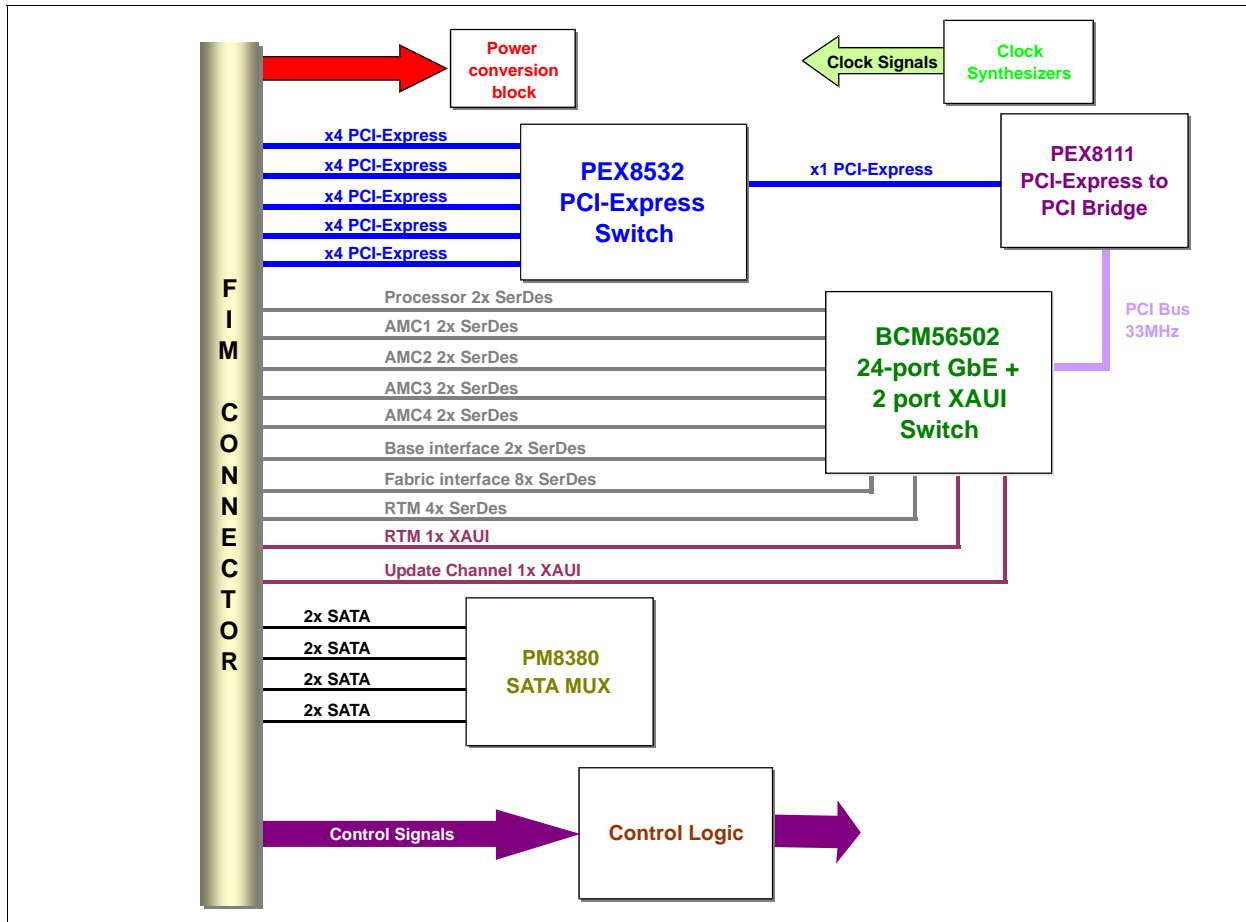 Power
conversion
block
Clock Signals
Clock
Synthesizers
x4 PCI-Express
x4 PCI-Express
x4 PCI-Express
x4 PCI-Express
x4 PCI-Express
PEX8532
PCI-Express
Switch
x1 PCI-Express
PEX8111
PCI-Express to
PCI Bridge
FIM CONNECTOR
Processor 2x SerDes
AMC1 2x SerDes
AMC2 2x SerDes
AMC3 2x SerDes
AMC4 2x SerDes
Base interface 2x SerDes
Fabric interface 8x SerDes
RTM 4x SerDes
RTM 1x XAUI
Update Channel 1x XAUI
BCM56502
24-port GbE +
2 port XAUI
Switch
PCI Bus
33MHz
2x SATA
2x SATA
2x SATA
2x SATA
PM8380
SATA MUX
Control Signals
Control Logic